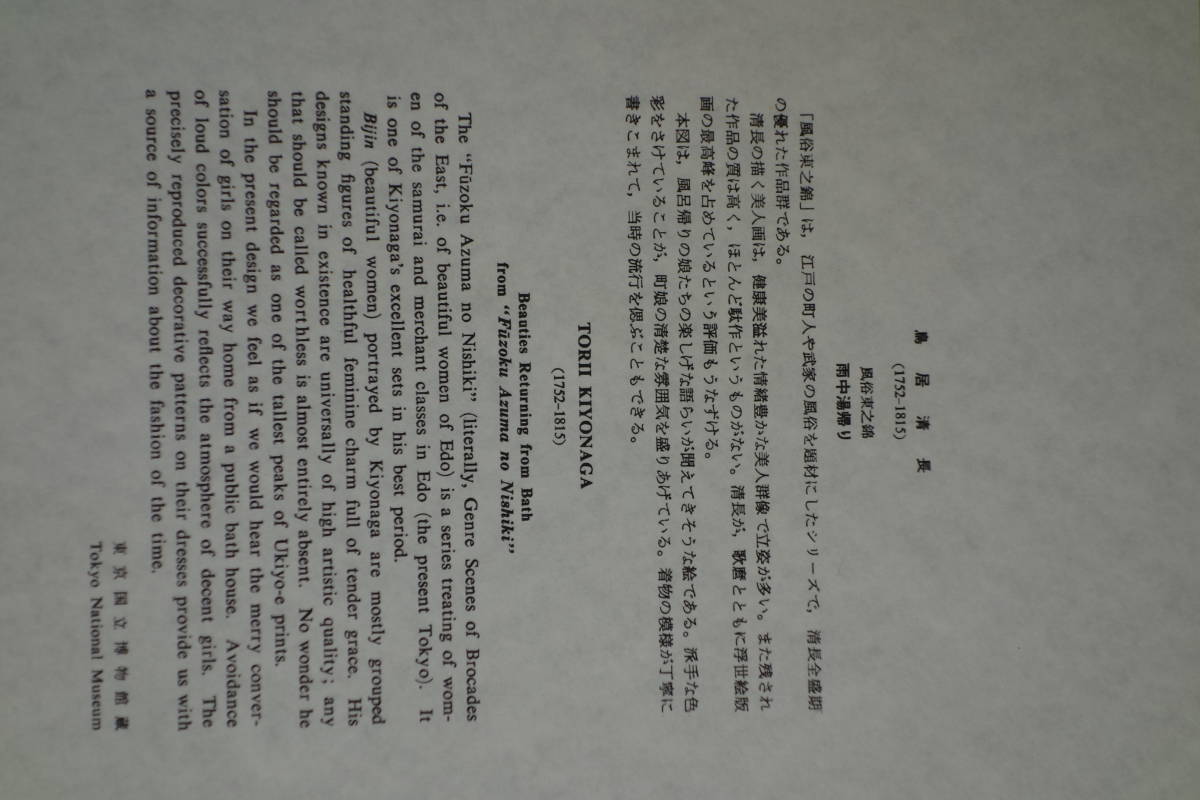 鳥居清長
(1752–1815)
風俗東之錦
雨中湯帰り
「風俗東之錦」は，江戸の町人や武家の風俗を題材にしたシリーズで，清長全盛期
の優れた作品群である。
清長の描く美人画は，健康美溢れた情緒豊かな美人群像で立姿が多い。また残され
た作品の質は高く，ほとんど駄作というものがない。清長が，歌麿とともに浮世絵版
画の最高峰を占めているという評価もうなずける。
本図は，風呂帰りの娘たちの楽しげな語らいが聞えてきそうな絵である。派手な色
彩をさけていることが，町娘の清楚な雰囲気を盛りあげている。着物の模様が丁寧に
書きこまれて，当時の流行を偲ぶこともできる。
TORII KIYONAGA
(1752–1815)
Beauties Returning from Bath
from “Fūzoku Azuma no Nishiki”
The “Fūzoku Azuma no Nishiki” (literally, Genre Scenes of Brocades
of the East, i.e. of beautiful women of Edo) is a series treating of wom-
en of the samurai and merchant classes in Edo (the present Tokyo). It
is one of Kiyonaga’s excellent sets in his best period.
Bijin (beautiful women) portrayed by Kiyonaga are mostly grouped
standing figures of healthful feminine charm full of tender grace. His
designs known in existence are universally of high artistic quality; any
that should be called worthless is almost entirely absent. No wonder he
should be regarded as one of the tallest peaks of Ukiyo-e prints.
In the present design we feel as if we would hear the merry conver-
sation of girls on their way home from a public bath house. Avoidance
of loud colors successfully reflects the atmosphere of decent girls. The
precisely reproduced decorative patterns on their dresses provide us with
a source of information about the fashion of the time.
東京国立博物館蔵
Tokyo National Museum